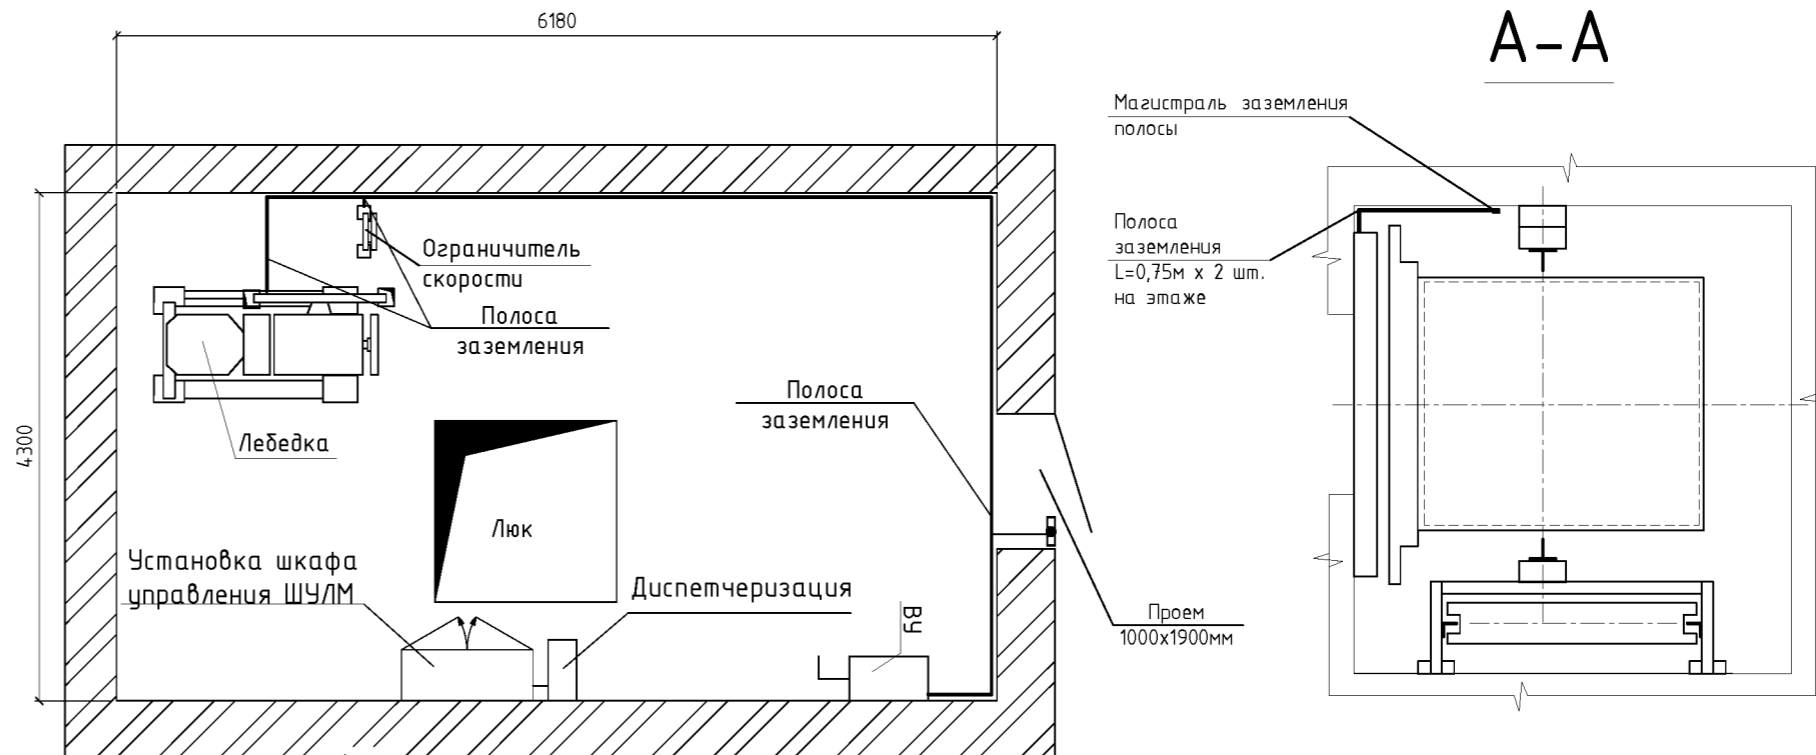 6180
А-А
Магистраль заземления
полосы
Полоса
заземления
L=0,75м х 2 шт.
на этаже
Ограничитель
скорости
Полоса
заземления
Полоса
заземления
4300
Лебедка
Люк
Установка шкафа
управления ШУЛМ
Диспетчеризация
ВУ
Проем
1000х1900мм